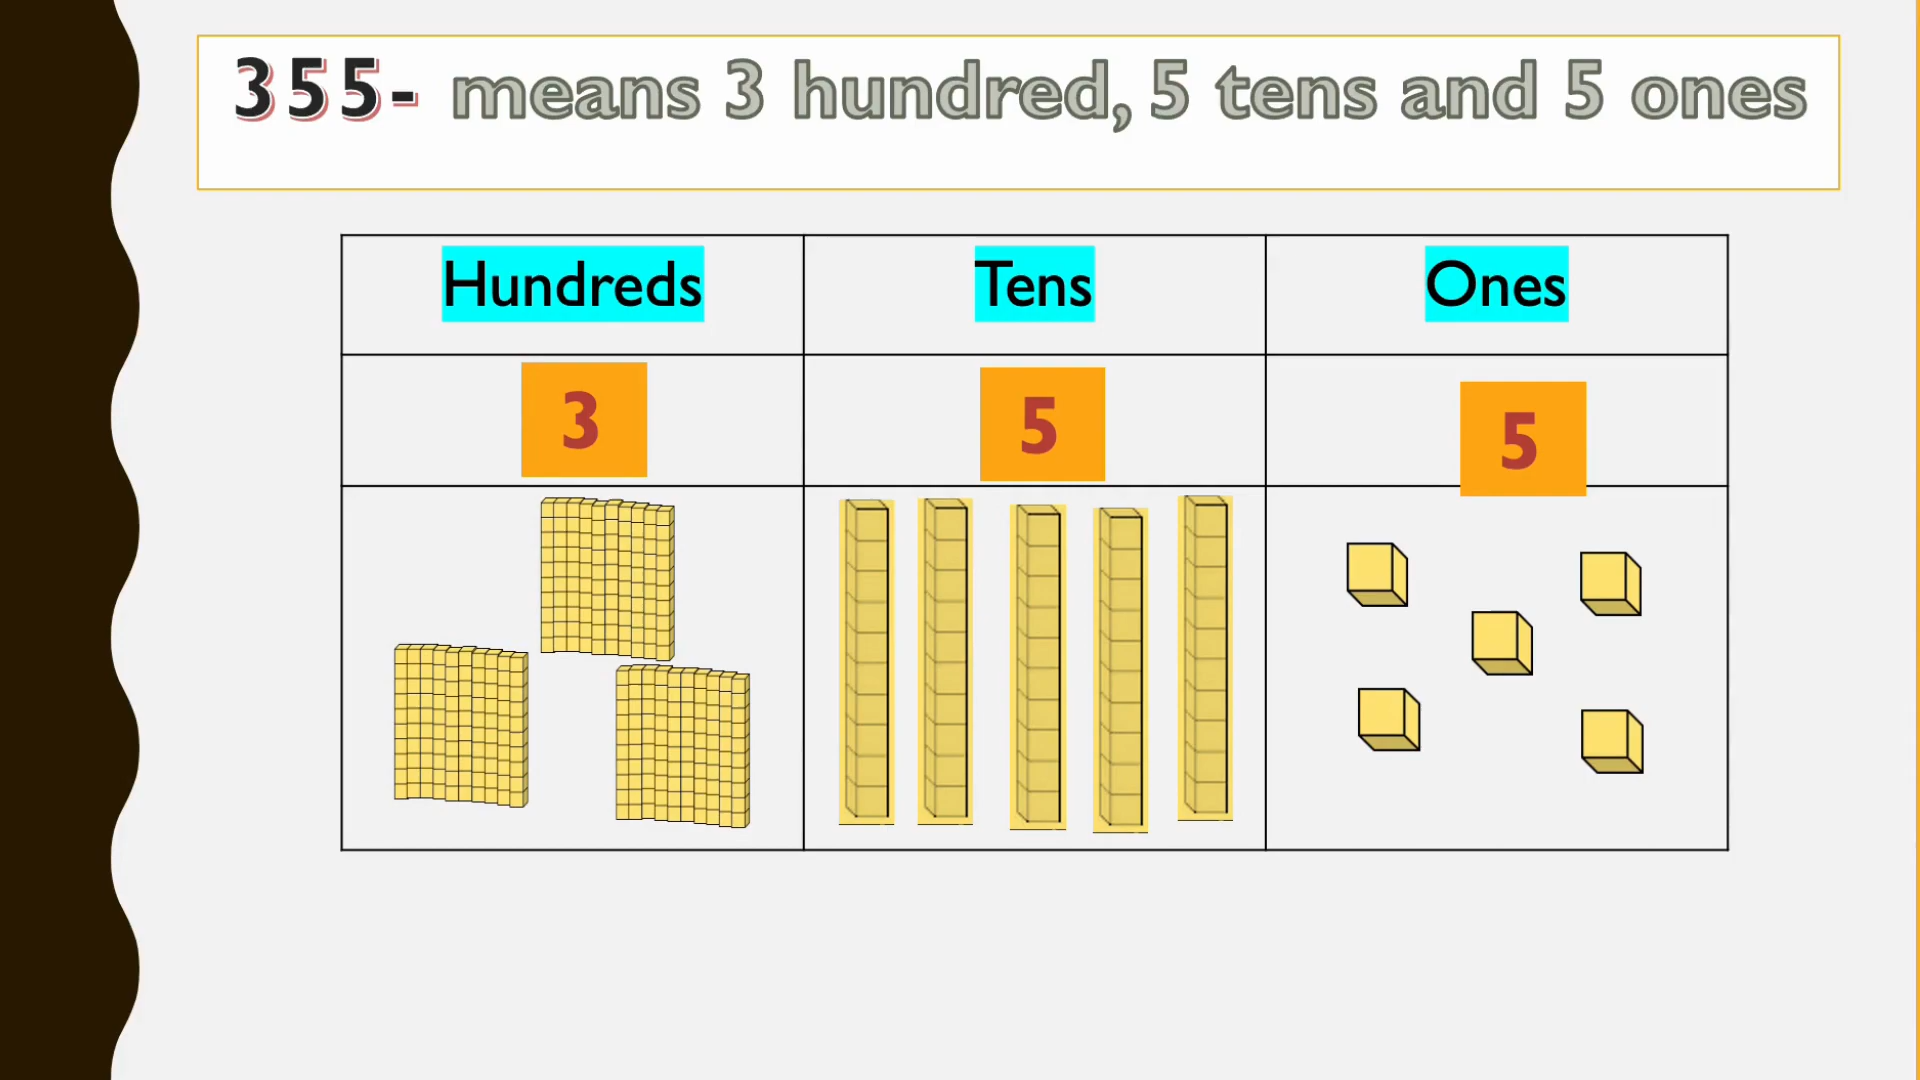 355- means 3 hundred, 5 tens and 5 ones
Hundreds Tens Ones
3 5 5